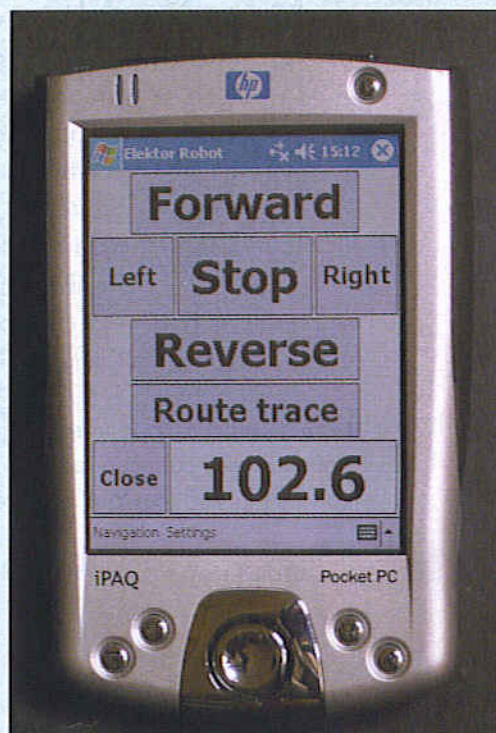 hp
Elektor Robot 15:12
Forward
Left Stop Right
Reverse
Route trace
Close 102.6
Navigation Settings
iPAQ Pocket PC